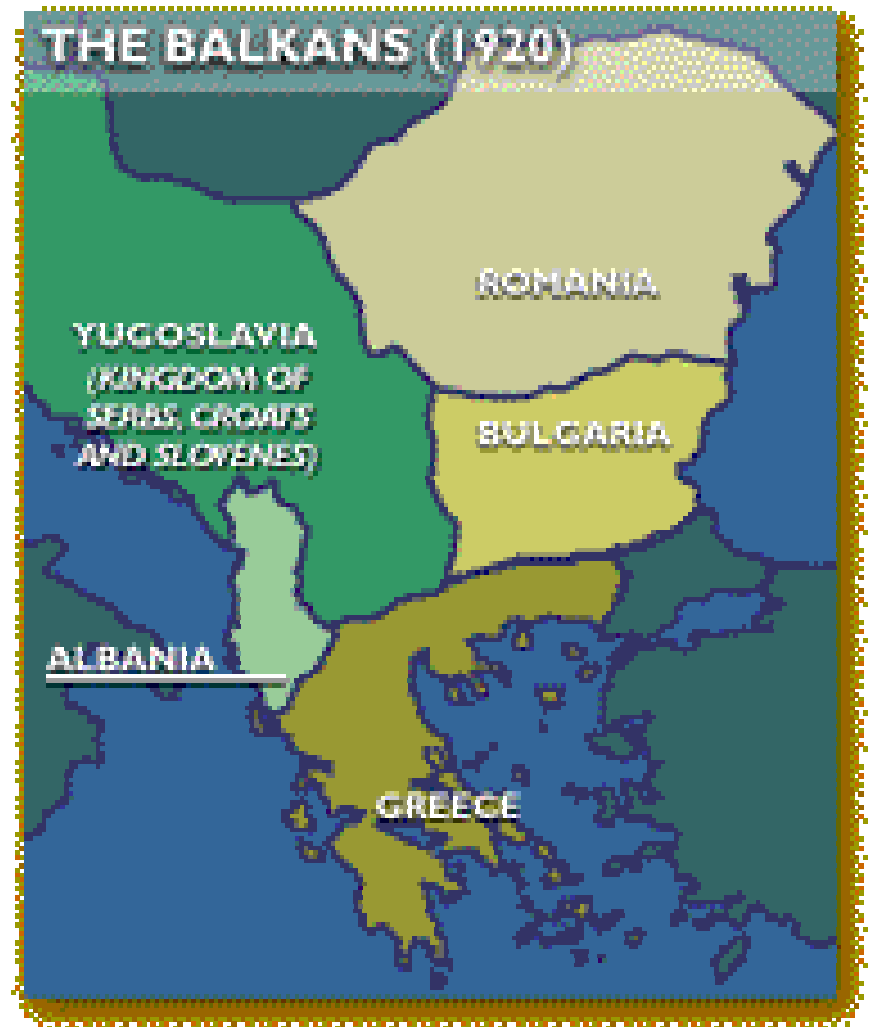 THE BALKANS (1920)
ROMANIA
YUGOSLAVIA
(KINGDOM OF
SERBS, CROATS
AND SLOVENES)
BULGARIA
ALBANIA
GREECE